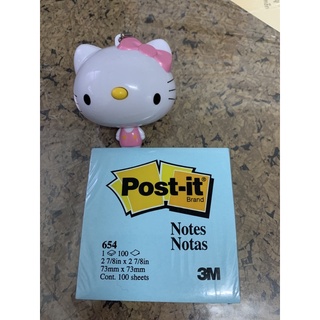 Post-it
Brand
Notes
Notas
654
1 100
2 7/8in x 2 7/8in
73mm x 73mm
Cont. 100 sheets
3M